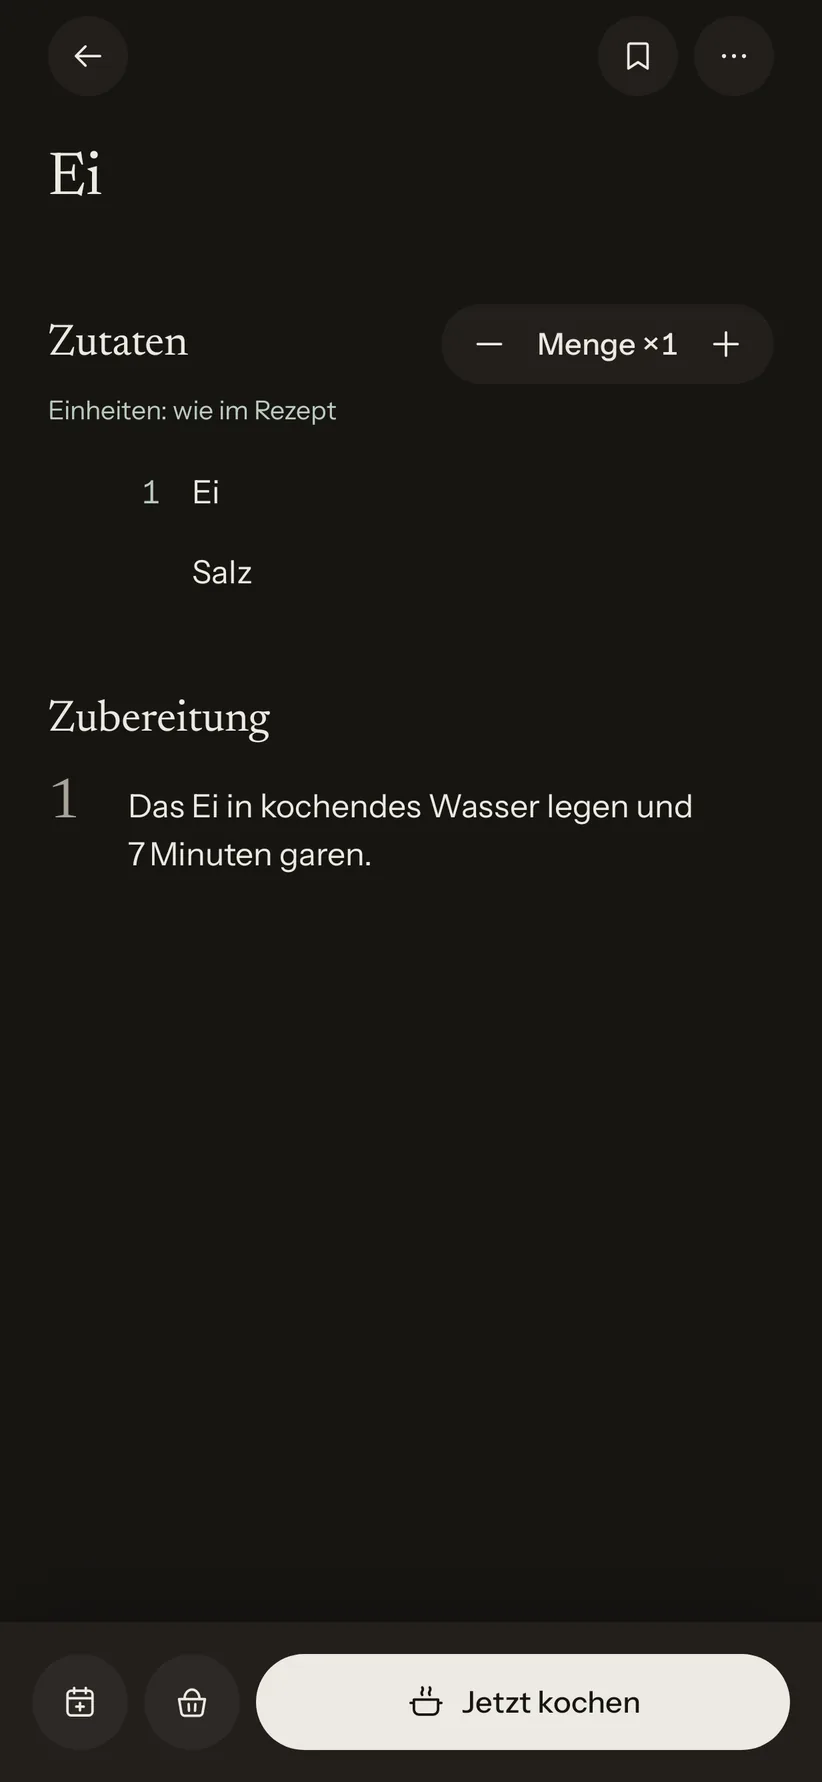 Ei
Zutaten
Menge ×1
Einheiten: wie im Rezept
1 Ei
Salz
Zubereitung
1 Das Ei in kochendes Wasser legen und
7 Minuten garen.
Jetzt kochen